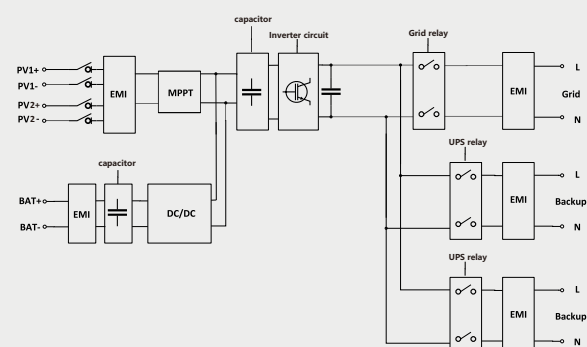 capacitor
Inverter circuit
Grid relay
PV1+
PV1-
PV2+
PV2 -
EMI
MPPT
EMI
L
Grid
N
UPS relay
capacitor
BAT+
BAT-
EMI
DC/DC
EMI
L
Backup
N
UPS relay
EMI
L
Backup
N